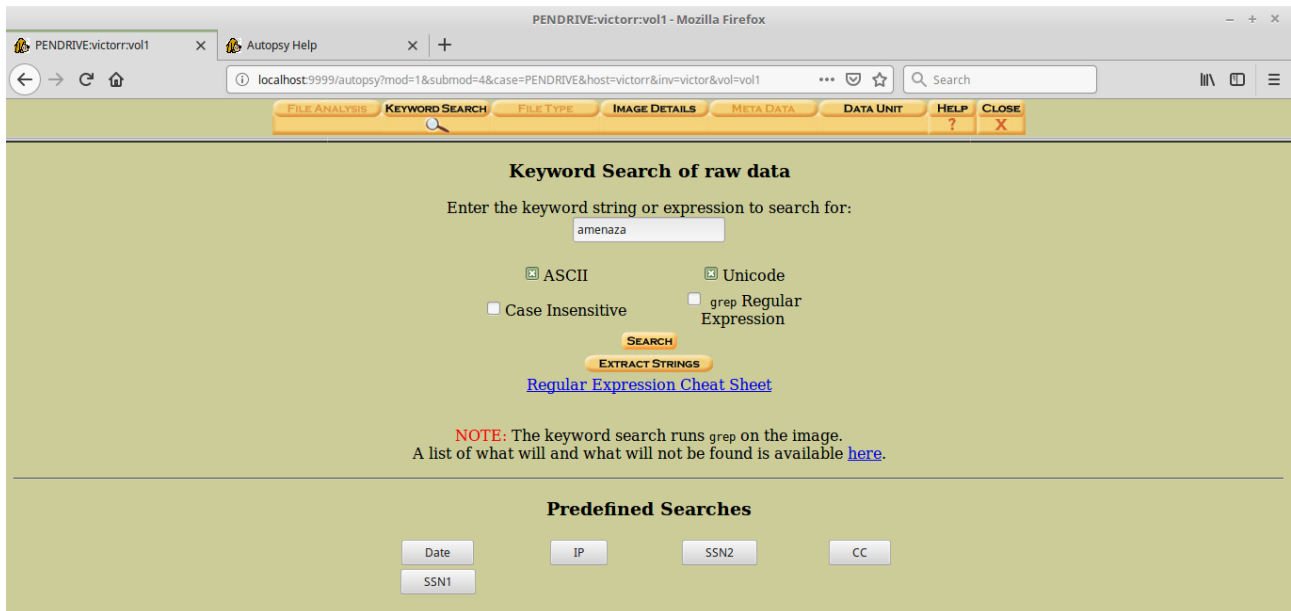 PENDRIVE:victorr:vol1 - Mozilla Firefox
PENDRIVE:victorr:vol1 Autopsy Help
localhost:9999/autopsy?mod=1&submod=4&case=PENDRIVE&host=victorr&inv=victor&vol=vol1 Search
FILE ANALYSIS KEYWORD SEARCH FILE TYPE IMAGE DETAILS META DATA DATA UNIT HELP CLOSE
? X
Keyword Search of raw data
Enter the keyword string or expression to search for:
amenaza
ASCII Unicode
Case Insensitive grep Regular
Expression
SEARCH
EXTRACT STRINGS
Regular Expression Cheat Sheet
NOTE: The keyword search runs grep on the image.
A list of what will and what will not be found is available here.
Predefined Searches
Date IP SSN2 CC
SSN1